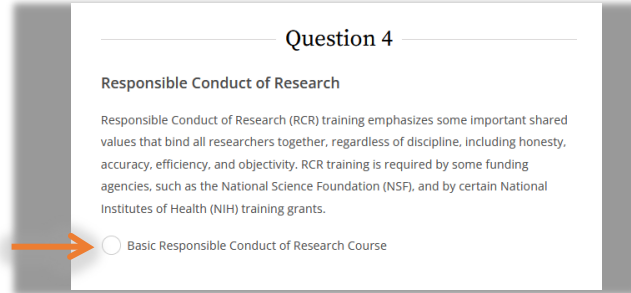 Question 4
Responsible Conduct of Research
Responsible Conduct of Research (RCR) training emphasizes some important shared
values that bind all researchers together, regardless of discipline, including honesty,
accuracy, efficiency, and objectivity. RCR training is required by some funding
agencies, such as the National Science Foundation (NSF), and by certain National
Institutes of Health (NIH) training grants.
Basic Responsible Conduct of Research Course